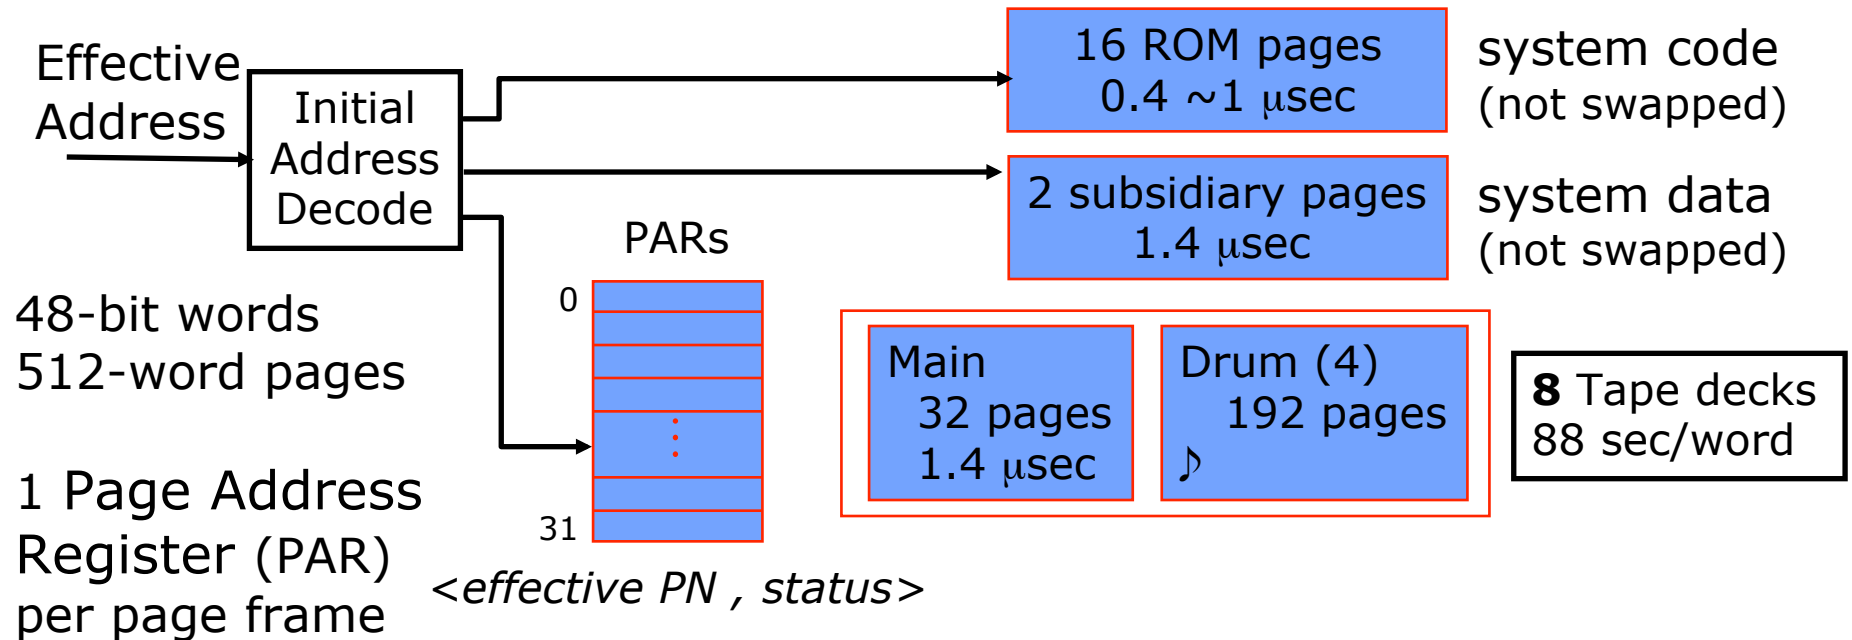 Effective
Address
Initial
Address
Decode
16 ROM pages
0.4 ~1 μsec
system code
(not swapped)
2 subsidiary pages
1.4 μsec
system data
(not swapped)
PARs
0
31
<effective PN , status>
48-bit words
512-word pages
1 Page Address
Register (PAR)
per page frame
Main
32 pages
1.4 μsec
Drum (4)
192 pages
♪
8 Tape decks
88 sec/word